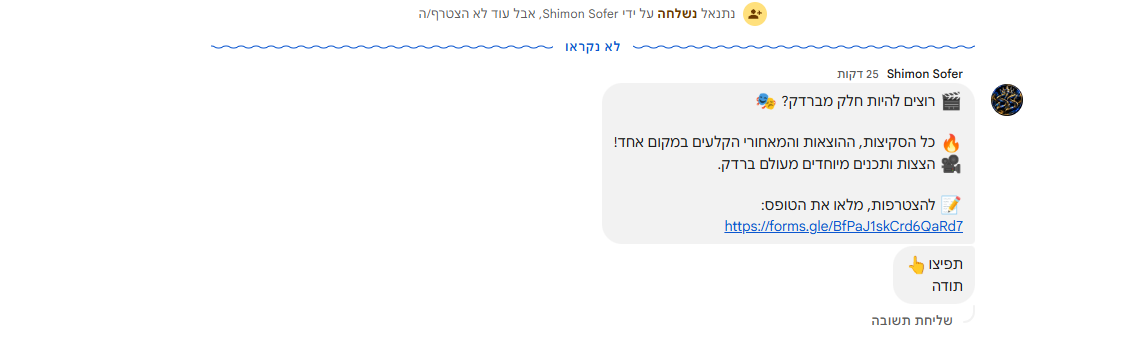 נתנאל נשלחה על ידי Shimon Sofer, אבל עוד לא הצטרף/ה
לא נקראו
Shimon Sofer 25 דקות
🎬 רוצים להיות חלק מברדק? 🎭
🔥 כל הסקיצות, ההוצאות והמאחורי הקלעים במקום אחד!
🎥 הצצות ותכנים מיוחדים מעולם ברדק.
📝 להצטרפות, מלאו את הטופס:
https://forms.gle/BfPaJ1skCrd6QaRd7
תפיצו👆
תודה
שליחת תשובה